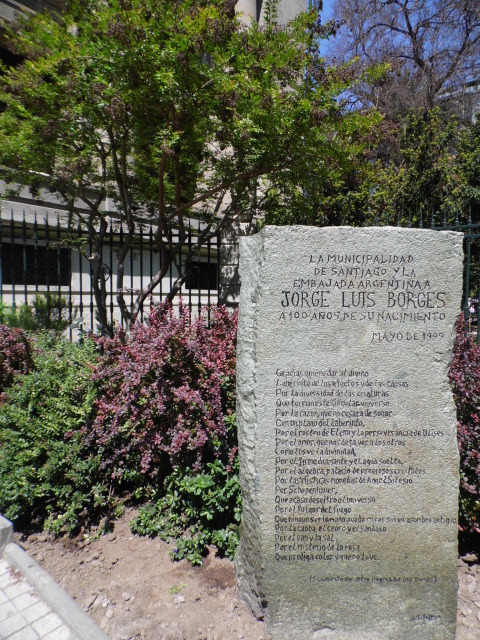 LA MUNICIPALIDAD
DE SANTIAGO Y LA
EMBAJADA ARGENTINA A
JORGE LUIS BORGES
A 100 AÑOS DE SU NACIMIENTO
MAYO DE 1999
Gracias quiero dar al divino
Laberinto de los efectos y de las causas
Por la diversidad de las criaturas
Que forman este singular universo
Por la razón, que no cesará de soñar
Con un plano del laberinto,
Por el rostro de Elena y la perseverancia de Ulises
Por el amor, que nos deja ver a los otros
Como los ve la divinidad,
Por el firme diamante y el agua suelta,
Por el álgebra, palacio de precisos cristales
Por las místicas monedas de Angel Silesio
Por Schopenhauer,
Que acaso descifró el universo
Por el fulgor del fuego
Que ningún ser humano puede mirar sin un asombro antiguo
Por la caoba, el cedro y el sándalo
Por el pan y la sal
Por el misterio de la rosa
Que prodiga color y que no lo ve
de Otro Poema de los Dones)